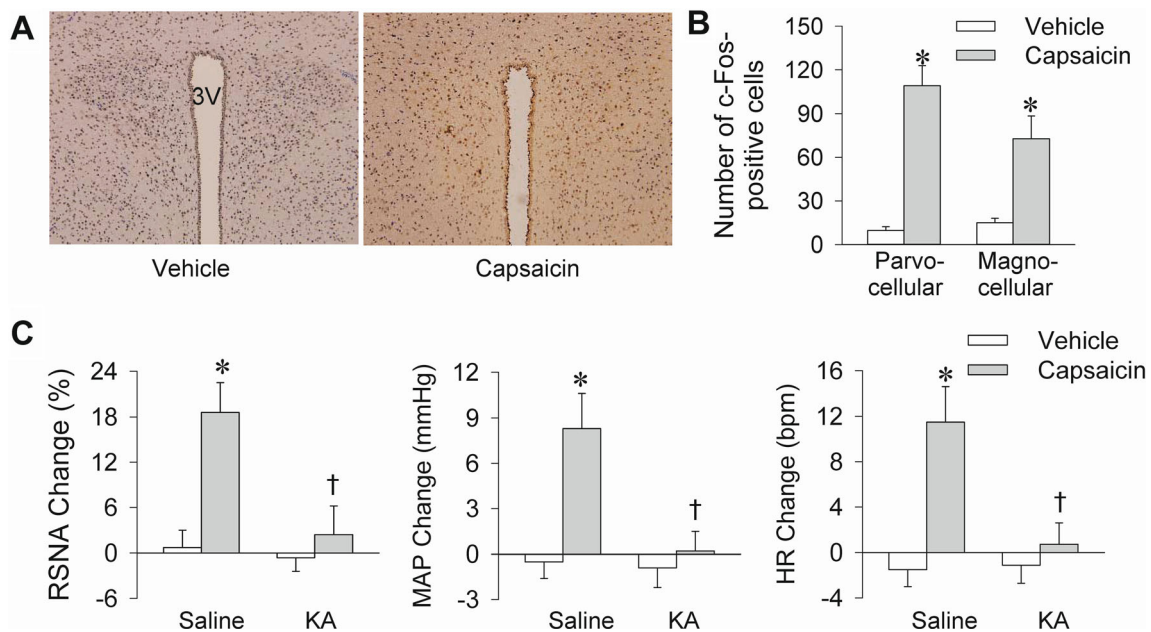 A
3V
Vehicle
Capsaicin
B
Number of c-Fos-
positive cells
150
120
90
60
30
0
Vehicle
Capsaicin
*
*
Parvo-
cellular
Magno-
cellular
C
RSNA Change (%)
24
18
12
6
0
-6
*
†
Saline
KA
MAP Change (mmHg)
12
9
6
3
0
-3
*
†
Saline
KA
Vehicle
Capsaicin
HR Change (bpm)
16
12
8
4
0
-4
*
†
Saline
KA